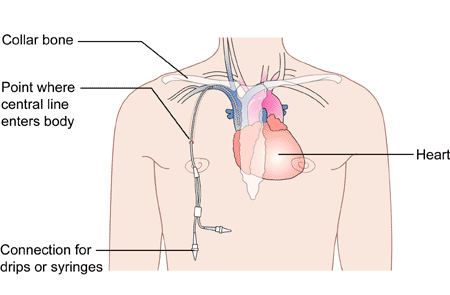 Collar bone
Point where
central line
enters body
Heart
Connection for
drips or syringes